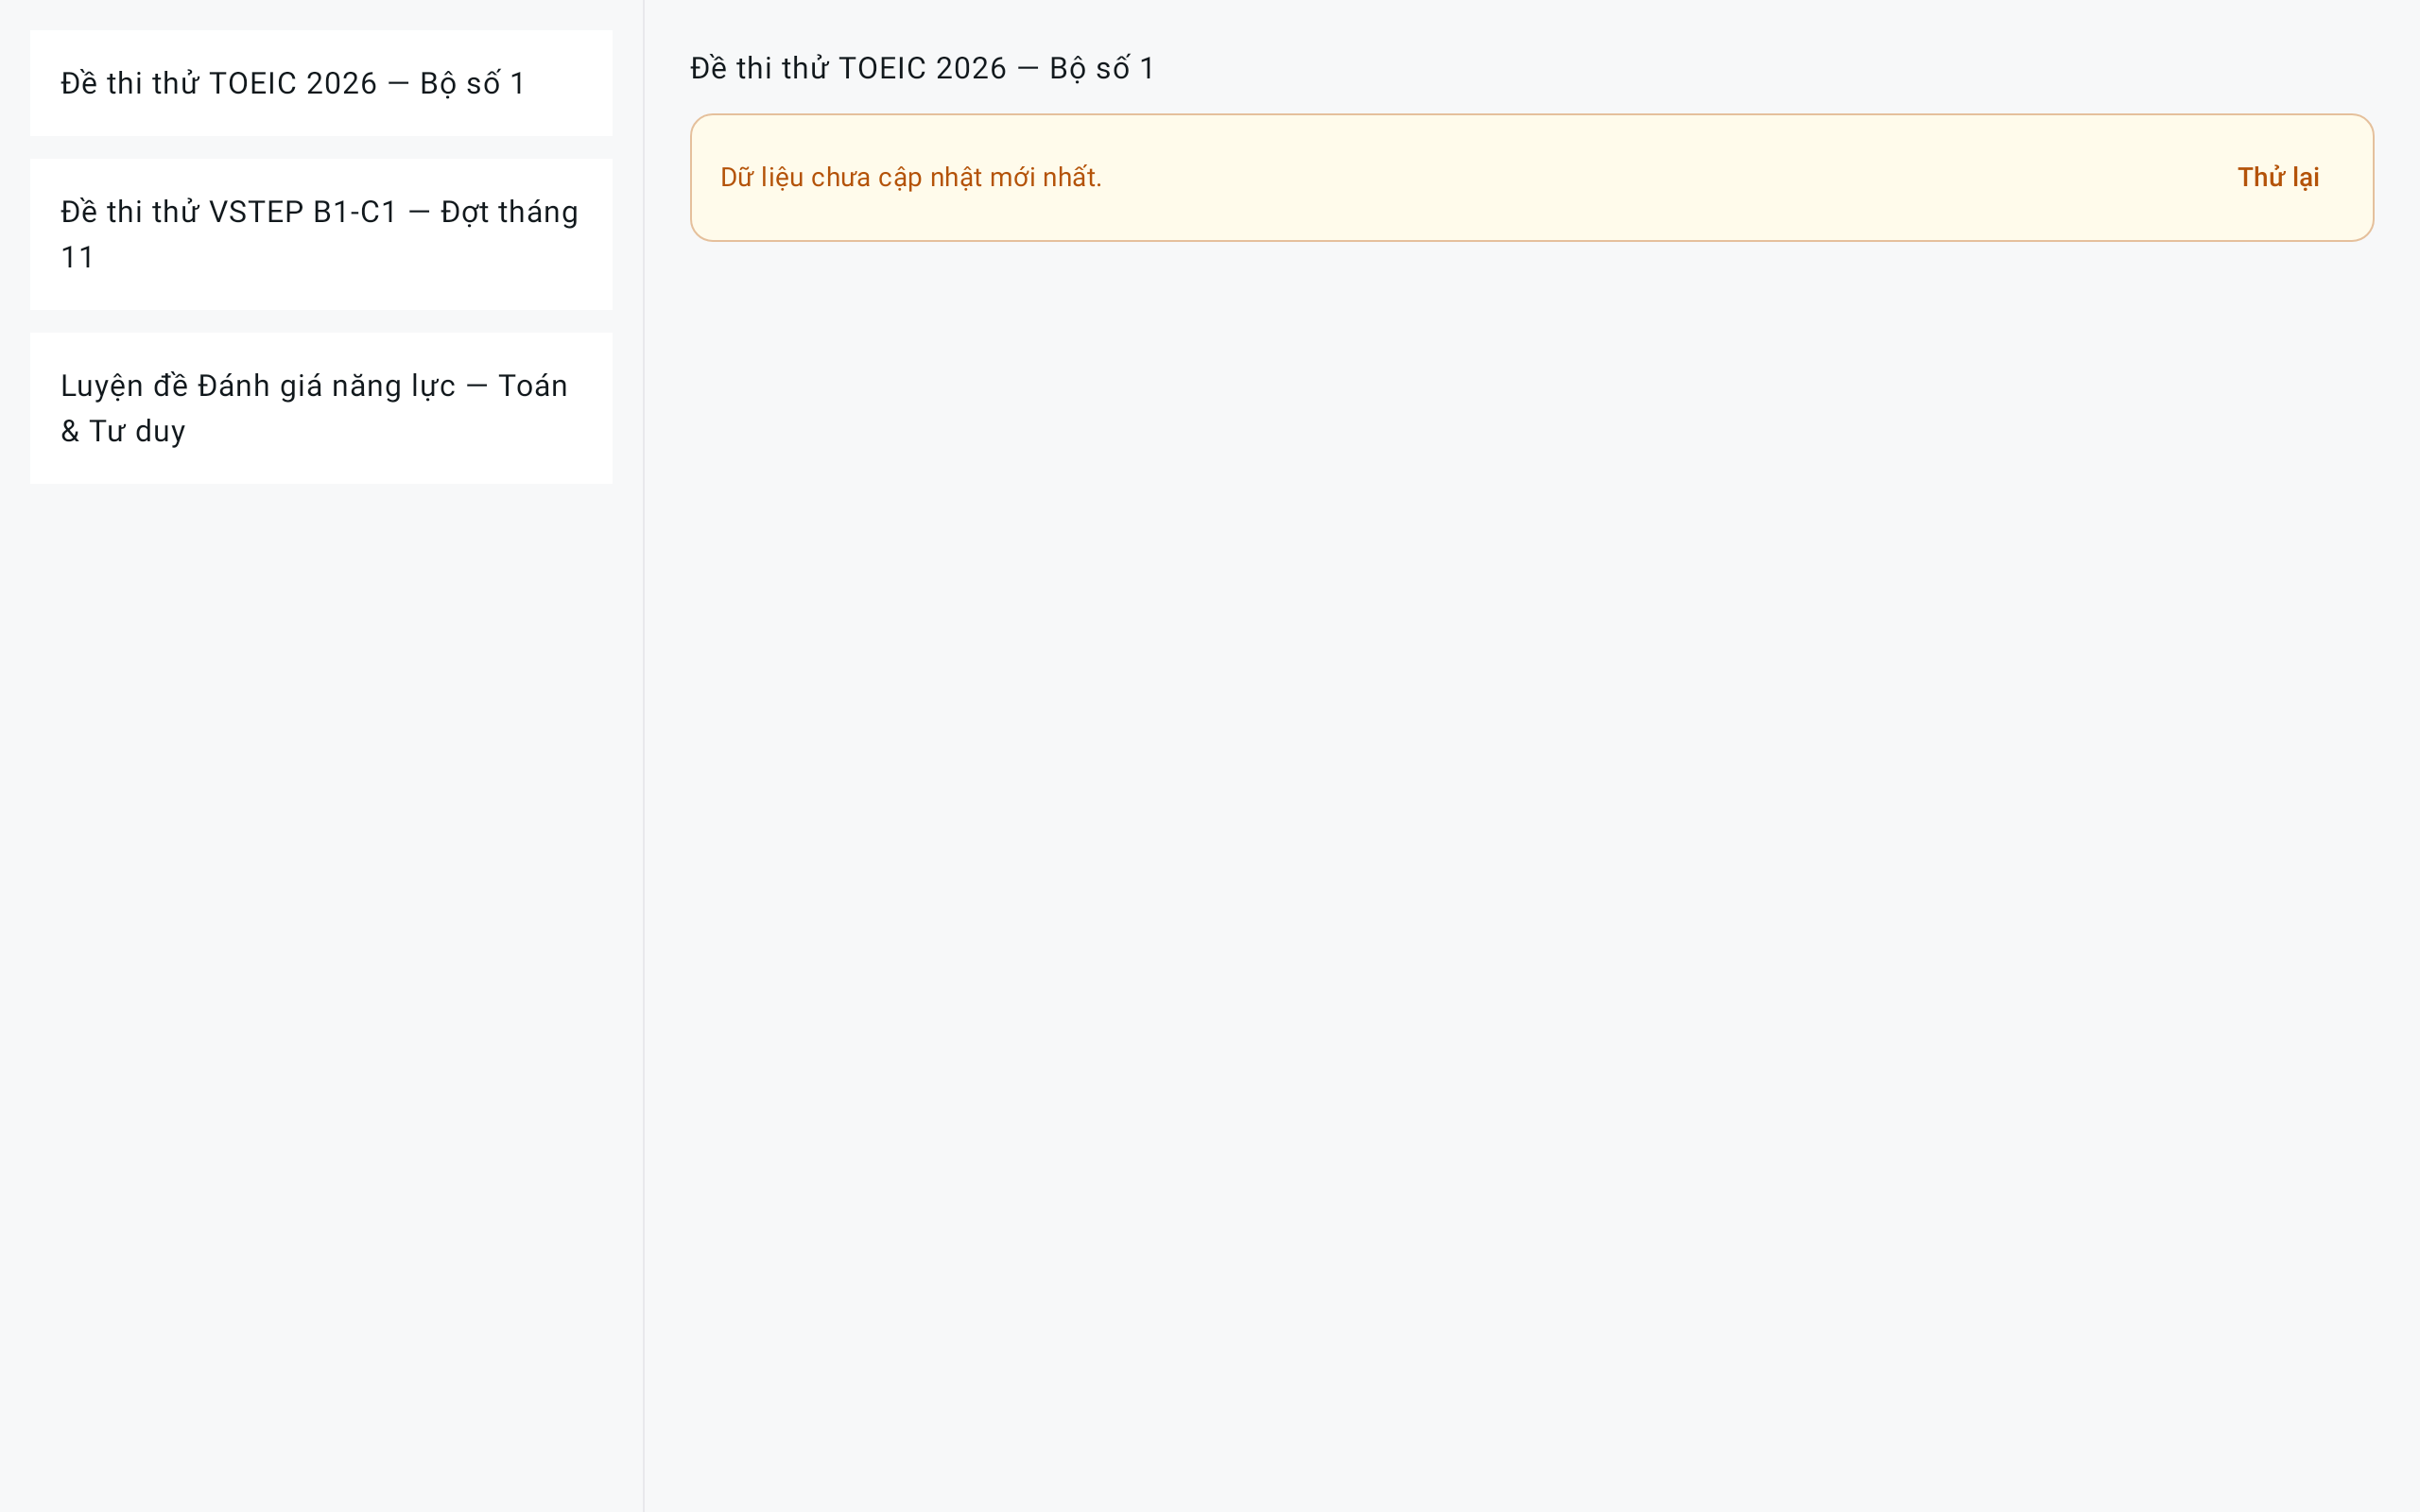 Đề thi thử TOEIC 2026 — Bộ số 1
Đề thi thử VSTEP B1-C1 — Đợt tháng
11
Luyện đề Đánh giá năng lực — Toán
& Tư duy
Đề thi thử TOEIC 2026 — Bộ số 1
Dữ liệu chưa cập nhật mới nhất.
Thử lại